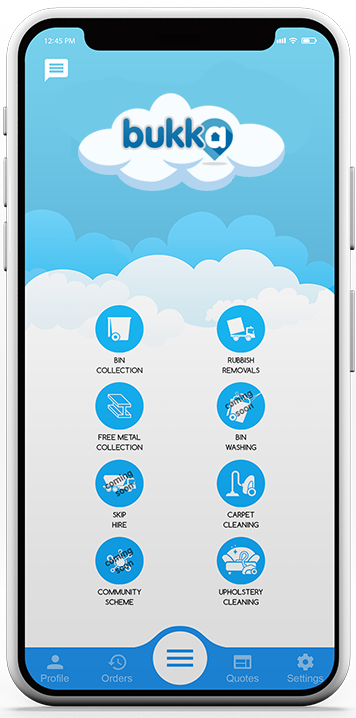 12:45 PM
bukka
BIN
COLLECTION
RUBBISH
REMOVALS
FREE METAL
COLLECTION
coming
soon
BIN
WASHING
coming
soon
SKIP
HIRE
CARPET
CLEANING
coming
soon
COMMUNITY
SCHEME
UPHOLSTERY
CLEANING
Profile
Orders
Quotes
Settings